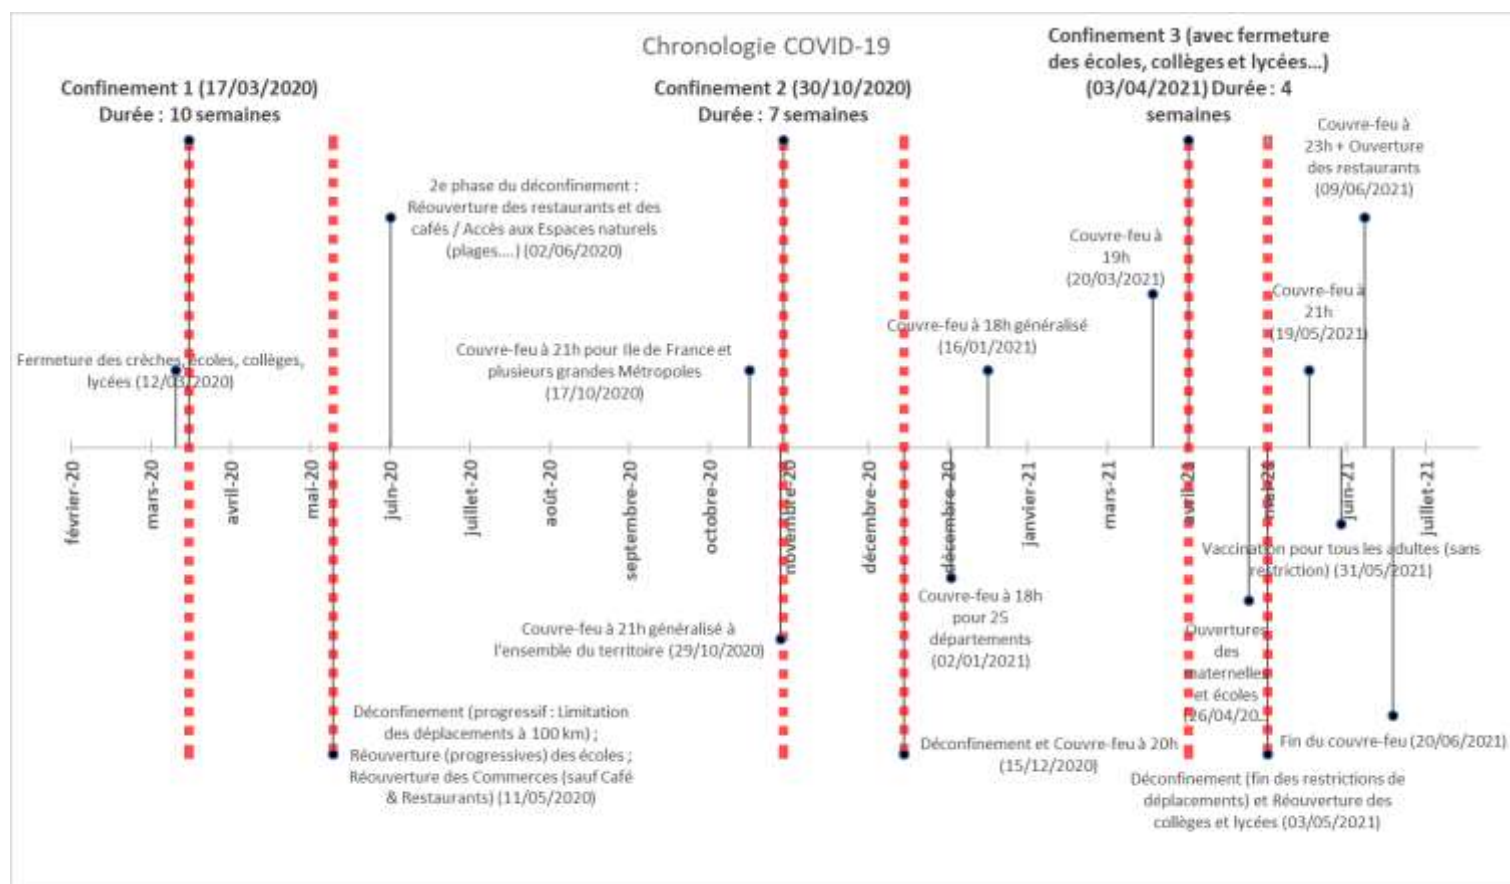 Chronologie COVID-19
Confinement 1 (17/03/2020)
Durée : 10 semaines
Confinement 2 (30/10/2020)
Durée : 7 semaines
Confinement 3 (avec fermeture
des écoles, collèges et lycées...)
(03/04/2021) Durée : 4
semaines
Couvre-feu à
23h + Ouverture
des restaurants
(09/06/2021)
2e phase du déconfinement :
Réouverture des restaurants et des
cafés / Accès aux Espaces naturels
(plages....) (02/06/2020)
Couvre-feu à
19h
(20/03/2021)
Couvre-feu à
21h
(19/05/2021)
Fermeture des crèches, écoles, collèges,
lycées (12/03/2020)
Couvre-feu à 21h pour Ile de France et
plusieurs grandes Métropoles
(17/10/2020)
Couvre-feu à 18h généralisé
(16/01/2021)
février-20
mars-20
avril-20
mai-20
juin-20
juillet-20
août-20
septembre-20
octobre-20
novembre-20
décembre-20
décembre-20
janvier-21
mars-21
avril-21
mai-21
juin-21
juillet-21
Vaccination pour tous les adultes (sans
restriction) (31/05/2021)
Couvre-feu à 18h
pour 25
départements
(02/01/2021)
Couvre-feu à 21h généralisé à
l'ensemble du territoire (29/10/2020)
Ouvertures
des
maternelles
et écoles
(26/04/20...
Déconfinement (progressif : Limitation
des déplacements à 100 km) ;
Réouverture (progressives) des écoles ;
Réouverture des Commerces (sauf Café
& Restaurants) (11/05/2020)
Déconfinement et Couvre-feu à 20h
(15/12/2020)
Fin du couvre-feu (20/06/2021)
Déconfinement (fin des restrictions de
déplacements) et Réouverture des
collèges et lycées (03/05/2021)